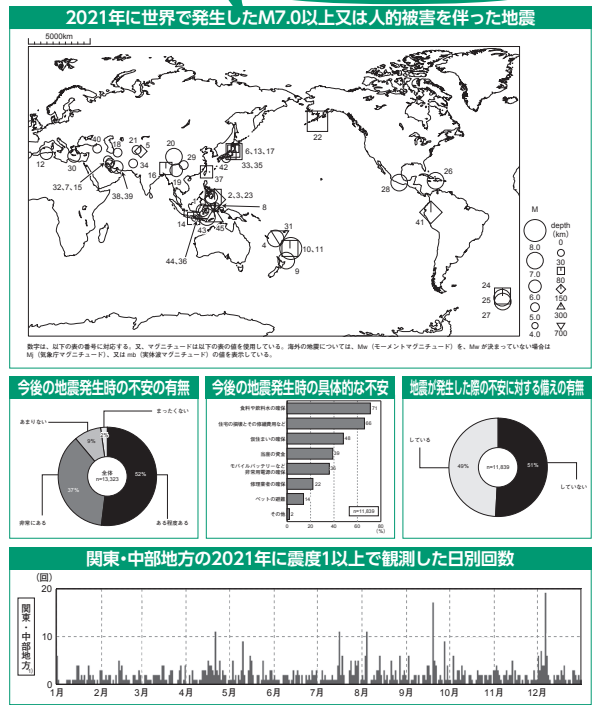 2021年に世界で発生したM7.0以上又は人的被害を伴った地震
5000km
40
21
5
18
20
29
6、13、17
22
12
30
34
16
19
42
33、35
32、7、15
38、39
37
2、3、23
1
8
28
26
41
14
43
45
44、36
31
4
10、11
9
24
25
27
M
8.0
7.0
6.0
5.0
4.0
depth
(km)
0
30
80
150
300
700
数字は、以下の表の番号に対応する。又、マグニチュードは以下の表の値を使用している。海外の地震については、Mw（モーメントマグニチュード）を、Mw が決まっていない場合は
Mj（気象庁マグニチュード）、又は mb（実体波マグニチュード）の値を表示している。
今後の地震発生時の不安の有無
まったくない
あまりない
2%
9%
全体
n=13,323
52%
37%
非常にある
ある程度ある
今後の地震発生時の具体的な不安
食料や飲料水の確保
71
住宅の損壊とその修繕費用など
66
仮住まいの確保
48
当座の資金
39
モバイルバッテリーなど
非常用電源の確保
36
修理業者の確保
22
ペットの避難
14
その他
2
n=11,839
0 20 40 60 80
(%)
地震が発生した際の不安に対する備えの有無
している
49%
n=11,839
51%
していない
関東・中部地方の2021年に震度1以上で観測した日別回数
（回）
20
10
0
関東・中部地方
1月 2月 3月 4月 5月 6月 7月 8月 9月 10月 11月 12月